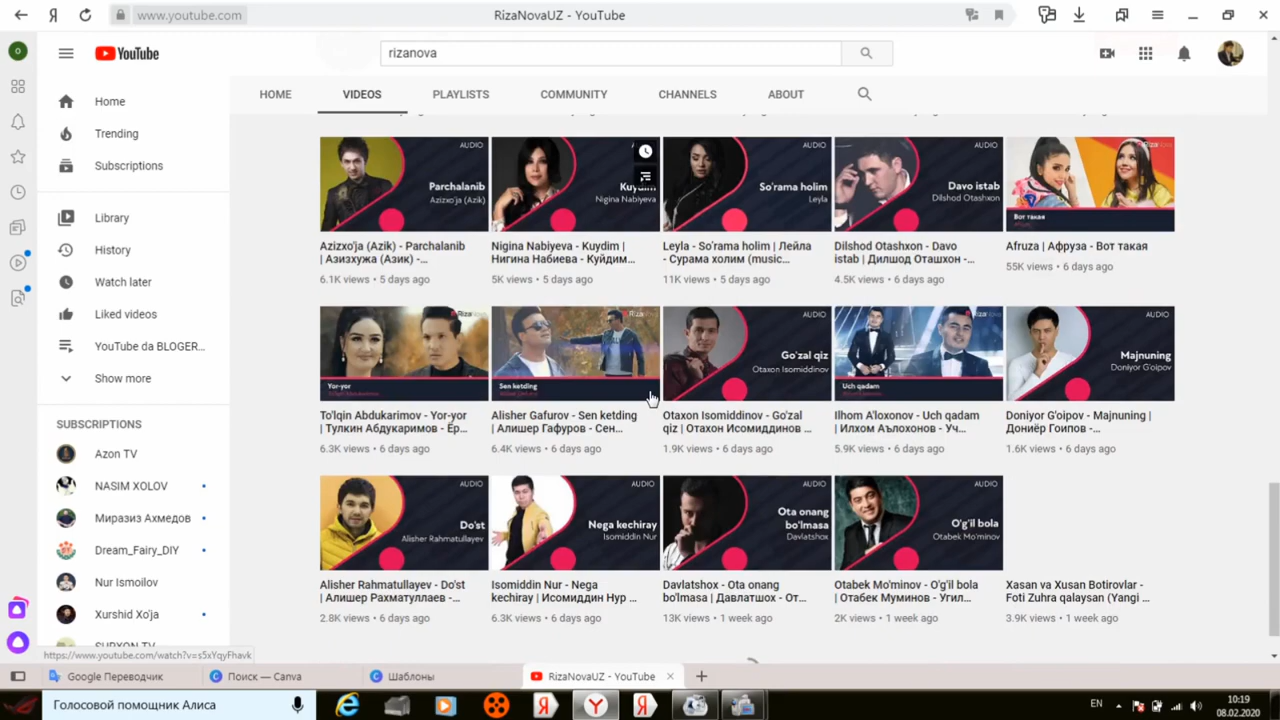 www.youtube.com
RizaNovaUZ - YouTube
YouTube
rizanova
HOME
VIDEOS
PLAYLISTS
COMMUNITY
CHANNELS
ABOUT
Home
Trending
Subscriptions
Library
History
Watch later
Liked videos
YouTube da BLOGER...
Show more
SUBSCRIPTIONS
Azon TV
NASIM XOLOV
Миразиз Ахмедов
Dream_Fairy_DIY
Nur Ismoilov
Xurshid Xo'ja
AUDIO
Parchalanib
Azizxo'ja (Azik)
Azizxo'ja (Azik) - Parchalanib
| Азизхужа (Азик) -...
6.1K views • 5 days ago
Nigina Nabiyeva
Nigina Nabiyeva - Kuydim |
Нигина Набиева - Куйдим...
5K views • 5 days ago
AUDIO
So'rama holim
Leyla
Leyla - So'rama holim | Лейла
- Сурама холим (music...
11K views • 5 days ago
AUDIO
Davo istab
Dilshod Otashxon
Dilshod Otashxon - Davo
istab | Дилшод Оташхон -...
4.5K views • 6 days ago
RizaNova
Вот такая
Afruza | Афруза - Вот такая
55K views • 6 days ago
RizaNova
Yor-yor
To'lqin Abdukarimov - Yor-yor
| Тулкин Абдукаримов - Ёр...
6.3K views • 6 days ago
RizaNova
Sen ketding
Alisher Gafurov - Sen ketding
| Алишер Гафуров - Сен...
6.4K views • 6 days ago
AUDIO
Go'zal qiz
Otaxon Isomiddinov
Otaxon Isomiddinov - Go'zal
qiz | Отахон Исомиддинов ...
1.9K views • 6 days ago
RizaNova
Uch qadam
Ilhom A'loxonov - Uch qadam
| Илхом Аълохонов - Уч...
5.9K views • 6 days ago
AUDIO
Majnuning
Doniyor G'oipov
Doniyor G'oipov - Majnuning |
Дониёр Гоипов -...
1.6K views • 6 days ago
AUDIO
Do'st
Alisher Rahmatullayev
Alisher Rahmatullayev - Do'st
| Алишер Рахматуллаев -...
2.8K views • 6 days ago
AUDIO
Nega kechiray
Isomiddin Nur
Isomiddin Nur - Nega
kechiray | Исомиддин Нур ...
6.3K views • 6 days ago
AUDIO
Ota onang
bo'lmasa
Davlatshox
Davlatshox - Ota onang
bo'lmasa | Давлатшох - От...
13K views • 1 week ago
AUDIO
O'g'il bola
Otabek Mo'minov
Otabek Mo'minov - O'g'il bola
| Отабек Муминов - Угил...
2K views • 1 week ago
Xasan va Xusan Botirovlar -
Foti Zuhra qalaysan (Yangi ...
3.9K views • 1 week ago
https://www.youtube.com/watch?v=s5xYqyFhavk
Google Переводчик
Поиск — Canva
Шаблоны
RizaNovaUZ - YouTube
Голосовой помощник Алиса
EN
10:19
08.02.2020